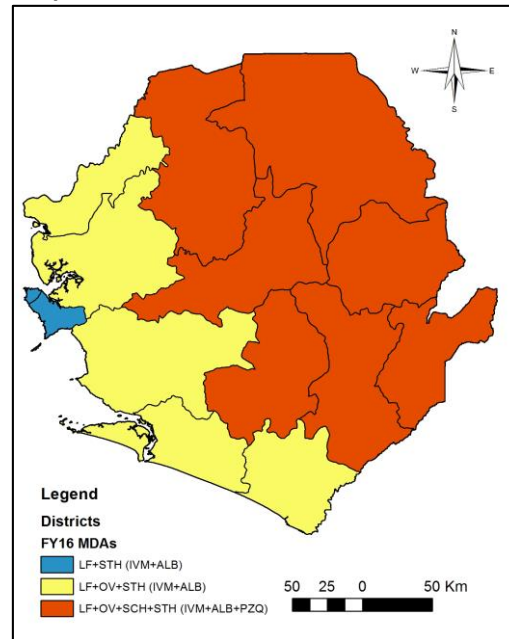 N
W E
S
Legend
Districts
FY16 MDAs
LF+STH (IVM+ALB)
LF+OV+STH (IVM+ALB)
LF+OV+SCH+STH (IVM+ALB+PZQ)
50 25 0 50 Km